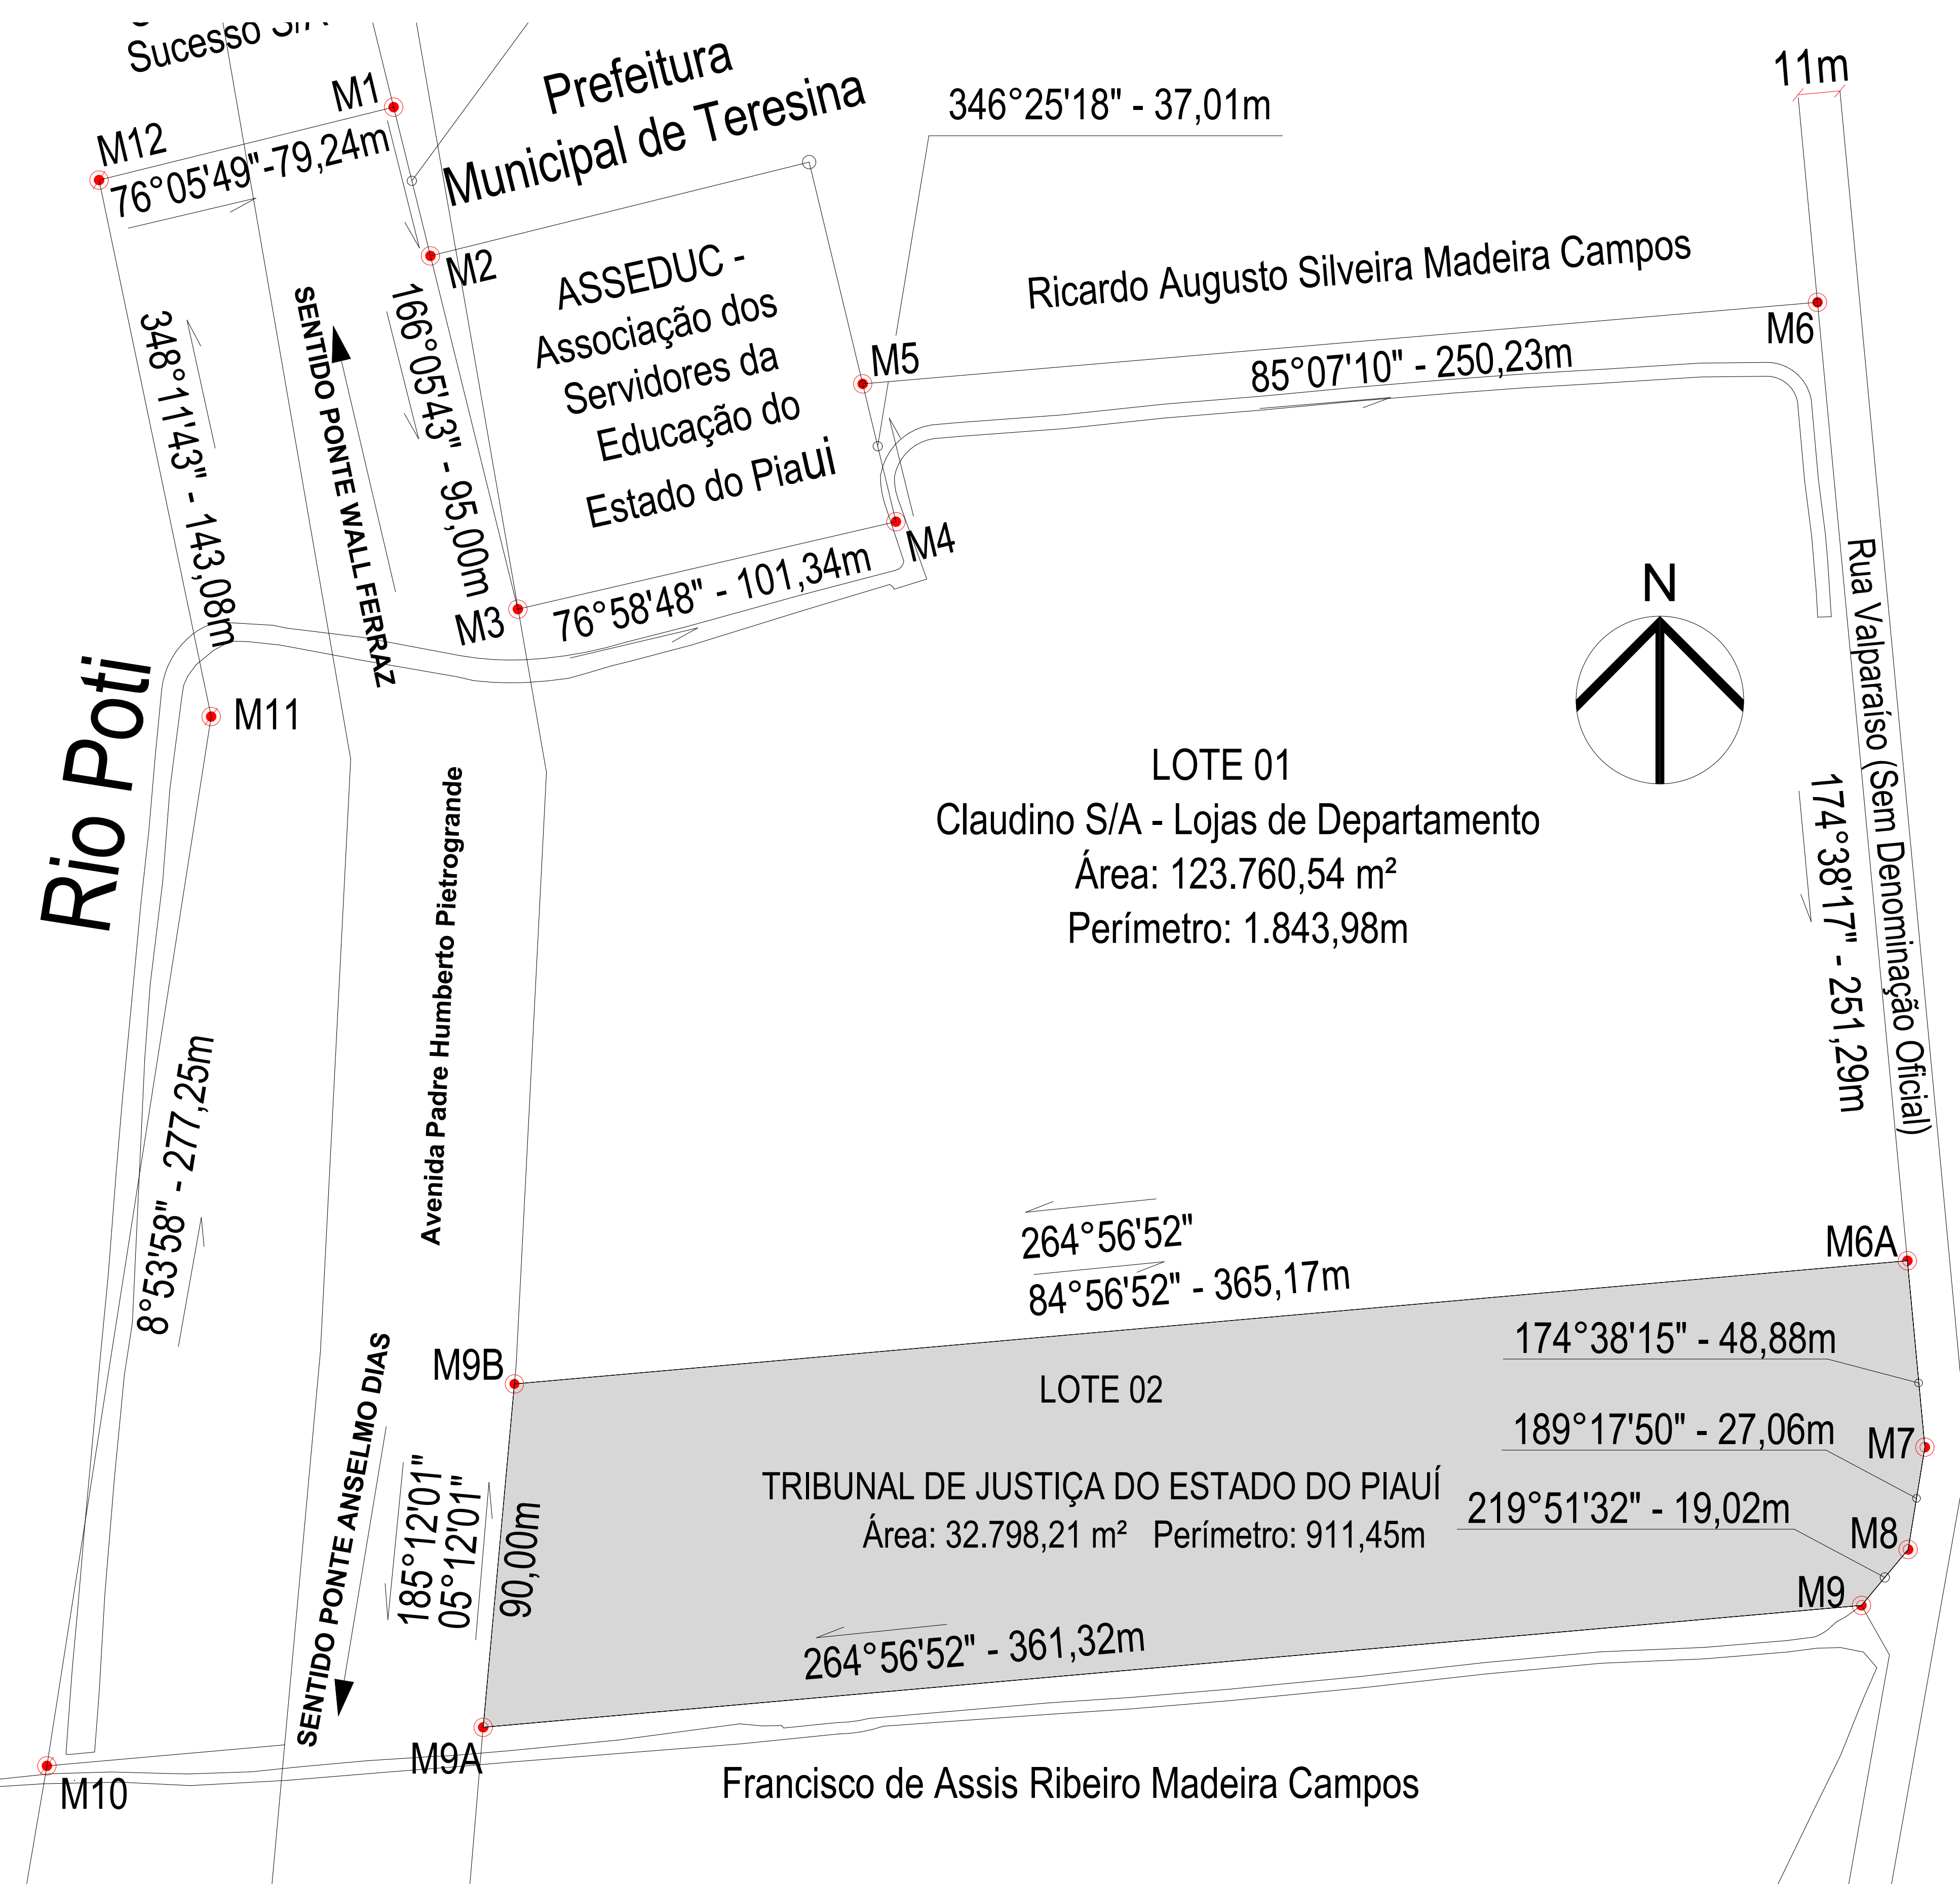 Sucesso S/A
M1
M12
76°05'49"-79,24m
Prefeitura
Municipal de Teresina
346°25'18" - 37,01m
11m
M2
ASSEDUC -
Associação dos
Servidores da
Educação do
Estado do Piauí
Ricardo Augusto Silveira Madeira Campos
M6
M5
85°07'10" - 250,23m
348°11'43" - 143,08m
SENTIDO PONTE WALL FERRAZ
166°05'43" - 95,00m
M4
76°58'48" - 101,34m
M3
N
Rua Valparaíso (Sem Denominação Oficial)
Rio Poti
M11
LOTE 01
Claudino S/A - Lojas de Departamento
Área: 123.760,54 m²
Perímetro: 1.843,98m
174°38'17" - 251,29m
Avenida Padre Humberto Pietrogrande
8°53'58" - 277,25m
264°56'52"
84°56'52" - 365,17m
M6A
M9B
174°38'15" - 48,88m
LOTE 02
189°17'50" - 27,06m
M7
TRIBUNAL DE JUSTIÇA DO ESTADO DO PIAUÍ
Área: 32.798,21 m² Perímetro: 911,45m
219°51'32" - 19,02m
M8
M9
SENTIDO PONTE ANSELMO DIAS
185°12'01"
05°12'01"
90,00m
264°56'52" - 361,32m
M9A
M10
Francisco de Assis Ribeiro Madeira Campos